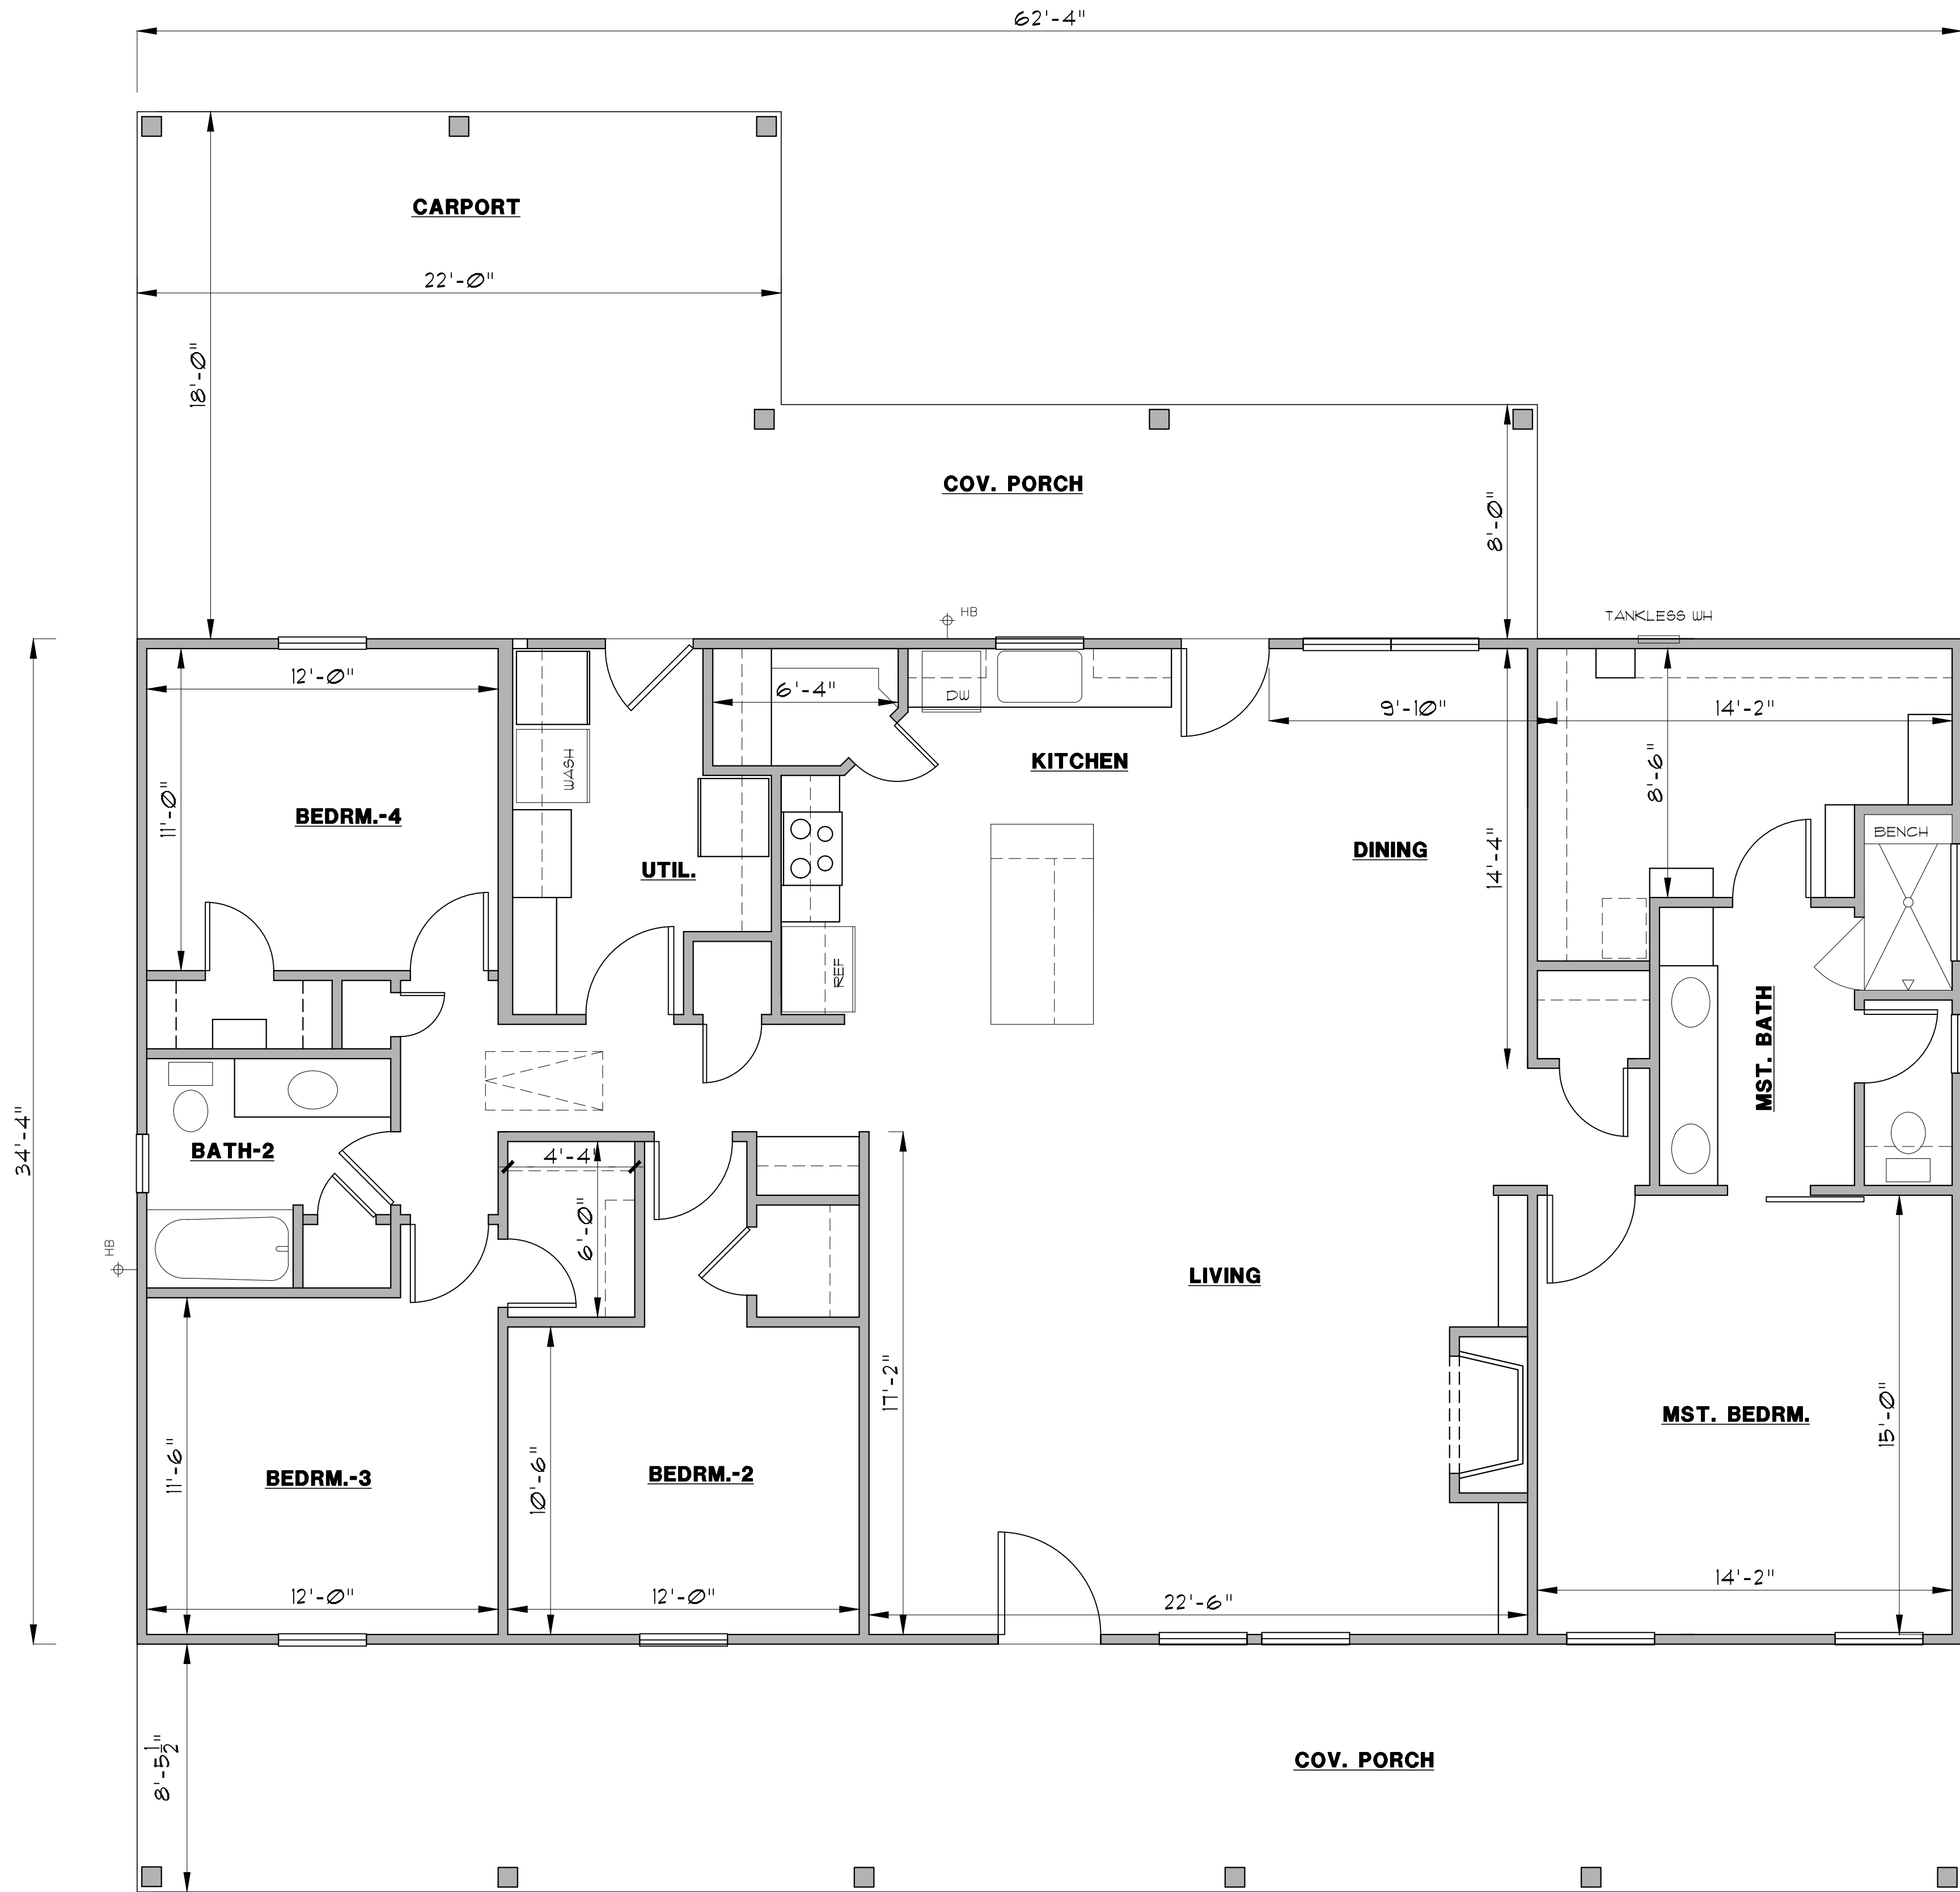 62'-4"
CARPORT
22'-0"
18'-0"
COV. PORCH
8'-0"
HB
TANKLESS WH
12'-0"
6'-4"
DW
9'-10"
14'-2"
WASH
KITCHEN
8'-6"
11'-0"
BEDRM.-4
BENCH
UTIL.
DINING
14'-4"
REF
MST. BATH
34'-4"
BATH-2
4'-4"
6'-0"
HB
LIVING
17'-2"
MST. BEDRM.
15'-0"
11'-6"
BEDRM.-3
10'-6"
BEDRM.-2
12'-0"
12'-0"
22'-6"
14'-2"
8'-5 1/2"
COV. PORCH